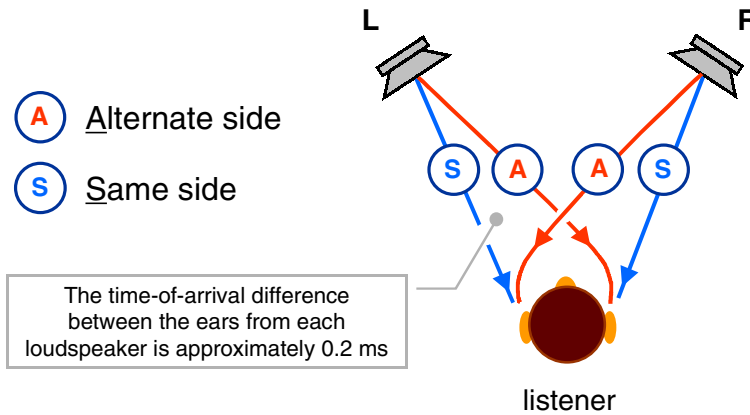 L
A Alternate side
S Same side
S A A S
The time-of-arrival difference
between the ears from each
loudspeaker is approximately 0.2 ms
listener